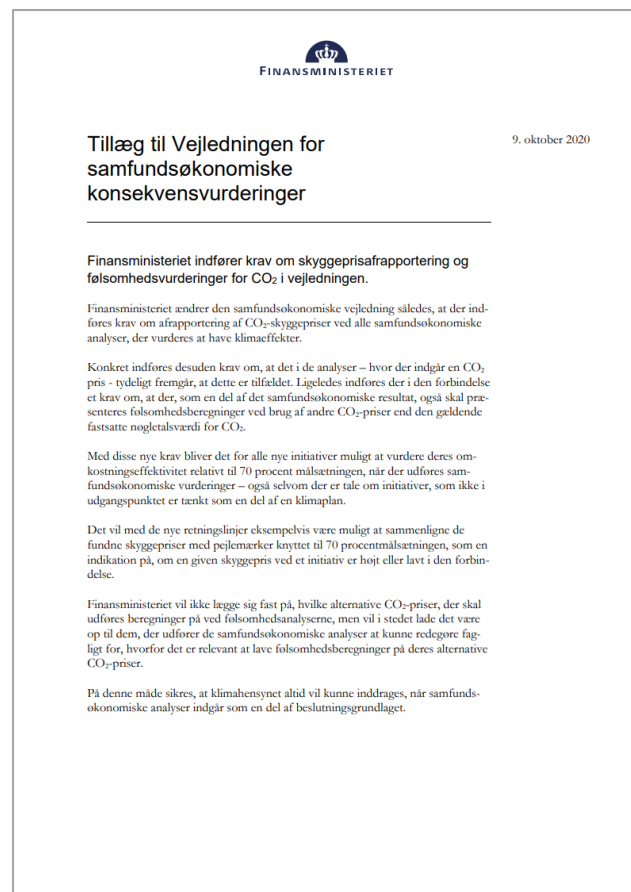 FINANSMINISTERIET
Tillæg til Vejledningen for
samfundsøkonomiske
konsekvensvurderinger
9. oktober 2020
Finansministeriet indfører krav om skyggeprisafrapportering og
følsomhedsvurderinger for CO₂ i vejledningen.
Finansministeriet ændrer den samfundsøkonomiske vejledning således, at der ind-
føres krav om afrapportering af CO₂-skyggepriser ved alle samfundsøkonomiske
analyser, der vurderes at have klimaeffekter.
Konkret indføres desuden krav om, at det i de analyser – hvor der indgår en CO₂
pris - tydeligt fremgår, at dette er tilfældet. Ligeledes indføres der i den forbindelse
et krav om, at der, som en del af det samfundsøkonomiske resultat, også skal præ-
senteres følsomhedsberegninger ved brug af andre CO₂-priser end den gældende
fastsatte nøgletalsværdi for CO₂.
Med disse nye krav bliver det for alle nye initiativer muligt at vurdere deres om-
kostningseffektivitet relativt til 70 procent målsætningen, når der udføres sam-
fundsøkonomiske vurderinger – også selvom der er tale om initiativer, som ikke i
udgangspunktet er tænkt som en del af en klimaplan.
Det vil med de nye retningslinjer eksempelvis være muligt at sammenligne de
fundne skyggepriser med pejlemærker knyttet til 70 procentmålsætningen, som en
indikation på, om en given skyggepris ved et initiativ er højt eller lavt i den forbin-
delse.
Finansministeriet vil ikke lægge sig fast på, hvilke alternative CO₂-priser, der skal
udføres beregninger på ved følsomhedsanalyserne, men vil i stedet lade det være
op til dem, der udfører de samfundsøkonomiske analyser at kunne redegøre fag-
ligt for, hvorfor det er relevant at lave følsomhedsberegninger på deres alternative
CO₂-priser.
På denne måde sikres, at klimahensynet altid vil kunne inddrages, når samfunds-
økonomiske analyser indgår som en del af beslutningsgrundlaget.